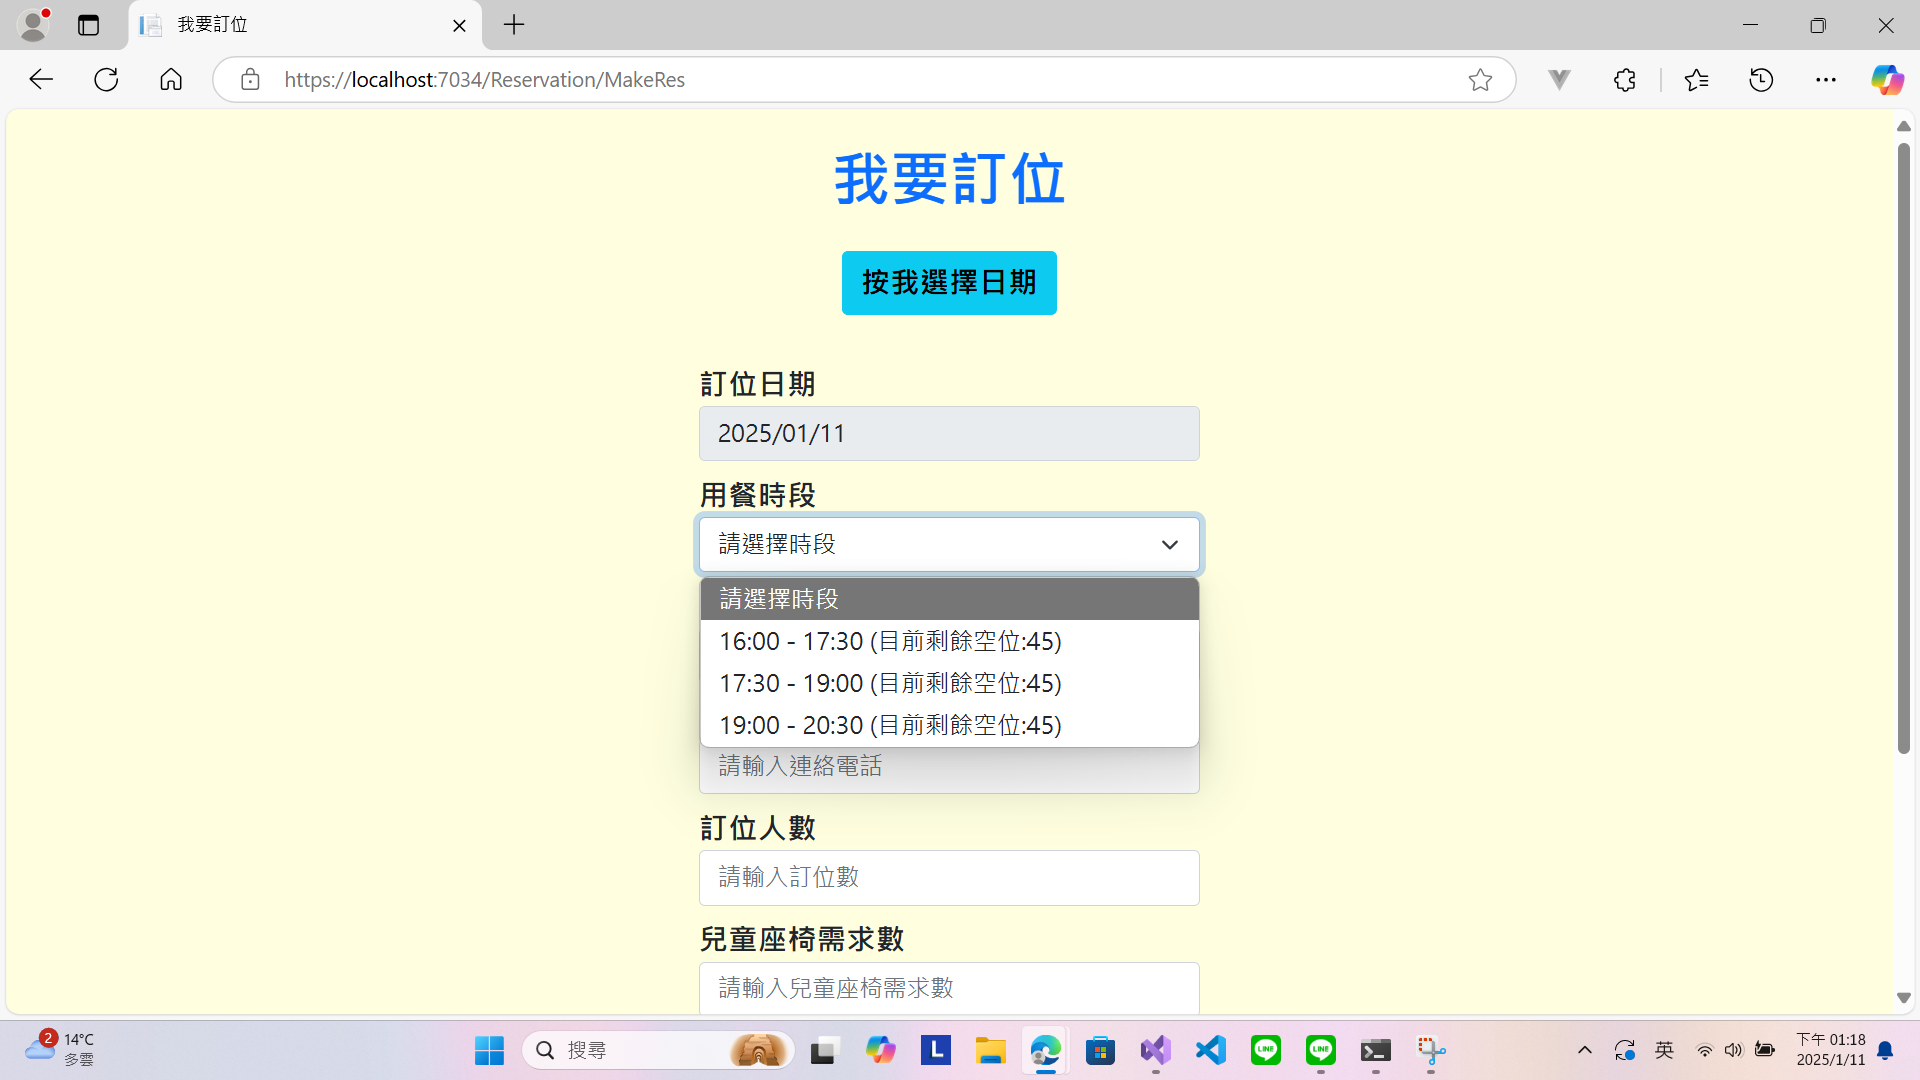 我要訂位
https://localhost:7034/Reservation/MakeRes
我要訂位
按我選擇日期
訂位日期
2025/01/11
用餐時段
請選擇時段
請選擇時段
16:00 - 17:30 (目前剩餘空位:45)
17:30 - 19:00 (目前剩餘空位:45)
19:00 - 20:30 (目前剩餘空位:45)
請輸入連絡電話
訂位人數
請輸入訂位數
兒童座椅需求數
請輸入兒童座椅需求數
2
14°C
多雲
搜尋
L
LINE
LINE
英
下午 01:18
2025/1/11